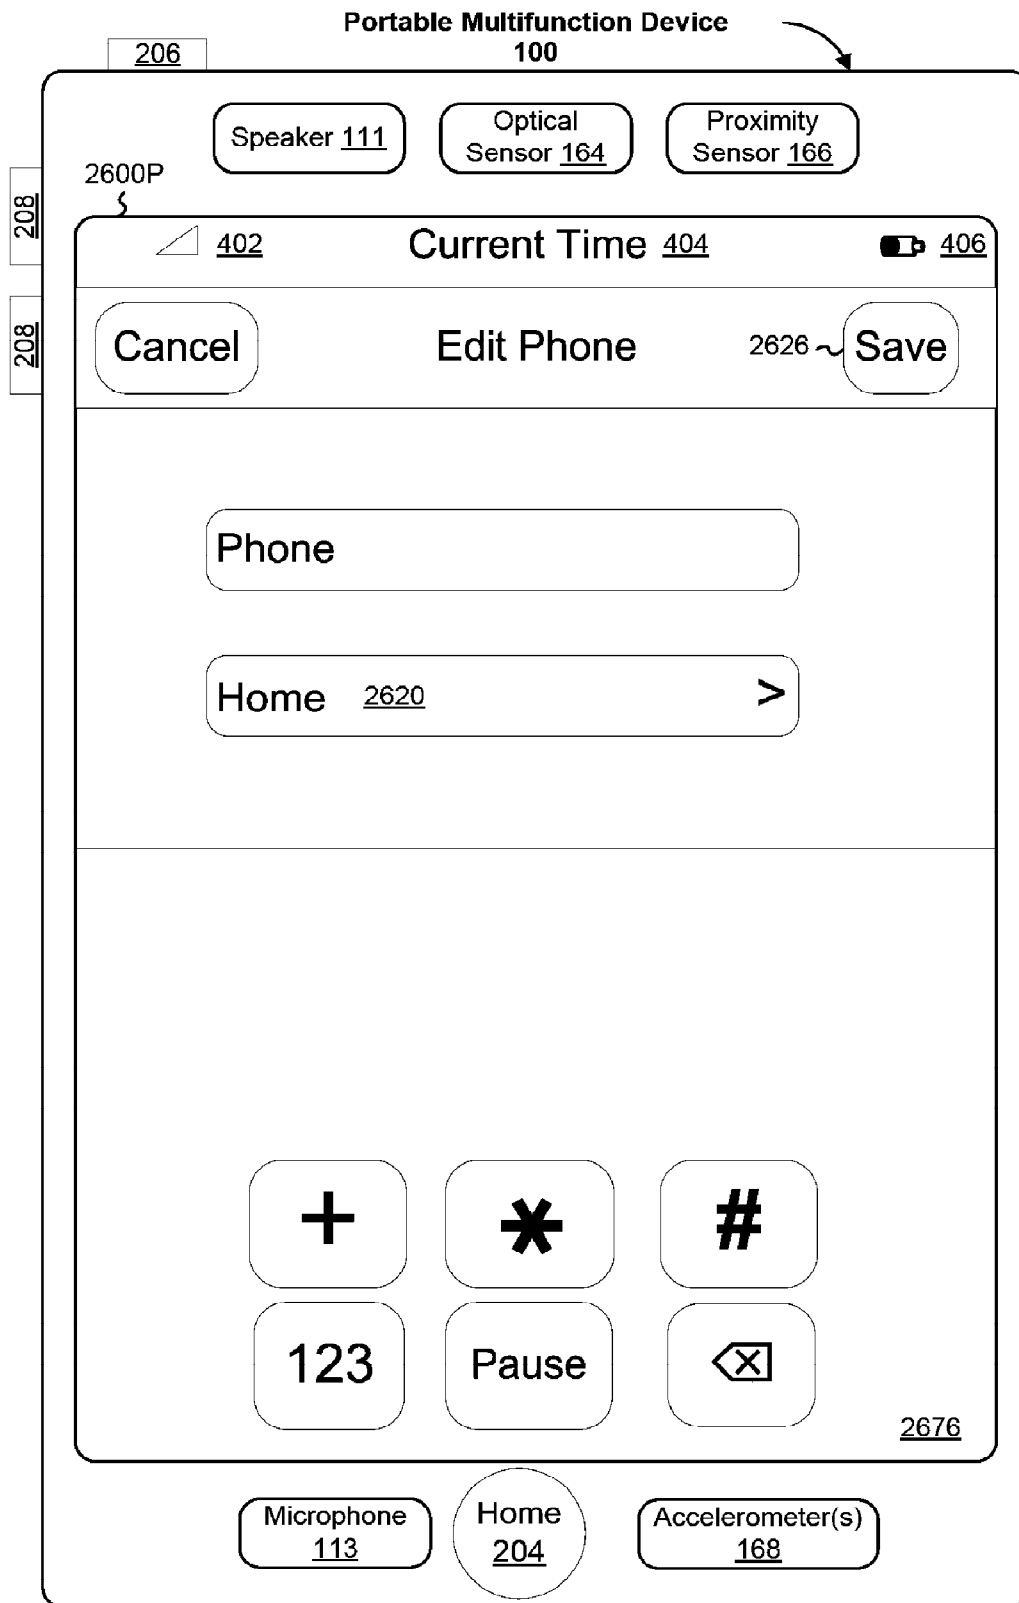 Portable Multifunction Device
100
206
Speaker 111
Optical
Sensor 164
Proximity
Sensor 166
208
2600P
402
Current Time 404
406
208
Cancel
Edit Phone
2626
Save
Phone
Home 2620 >
+ * #
123 Pause
2676
Microphone
113
Home
204
Accelerometer(s)
168